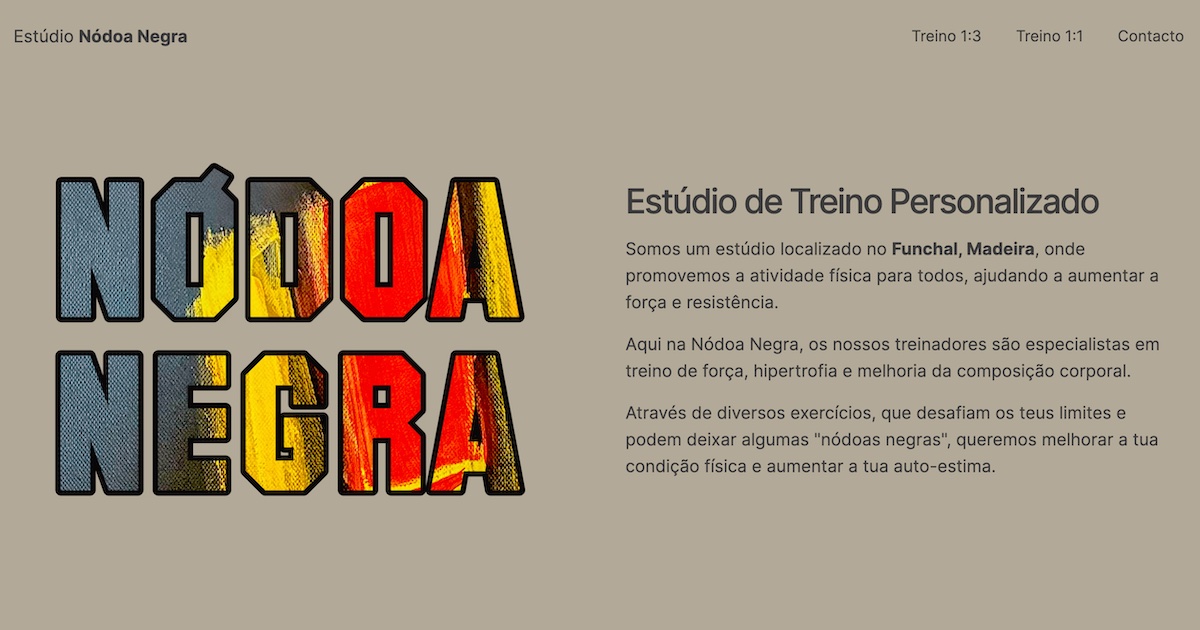 Estúdio Nódoa Negra
Treino 1:3
Treino 1:1
Contacto
NÓDOA
NEGRA
Estúdio de Treino Personalizado
Somos um estúdio localizado no Funchal, Madeira, onde
promovemos a atividade física para todos, ajudando a aumentar a
força e resistência.
Aqui na Nódoa Negra, os nossos treinadores são especialistas em
treino de força, hipertrofia e melhoria da composição corporal.
Através de diversos exercícios, que desafiam os teus limites e
podem deixar algumas "nódoas negras", queremos melhorar a tua
condição física e aumentar a tua auto-estima.